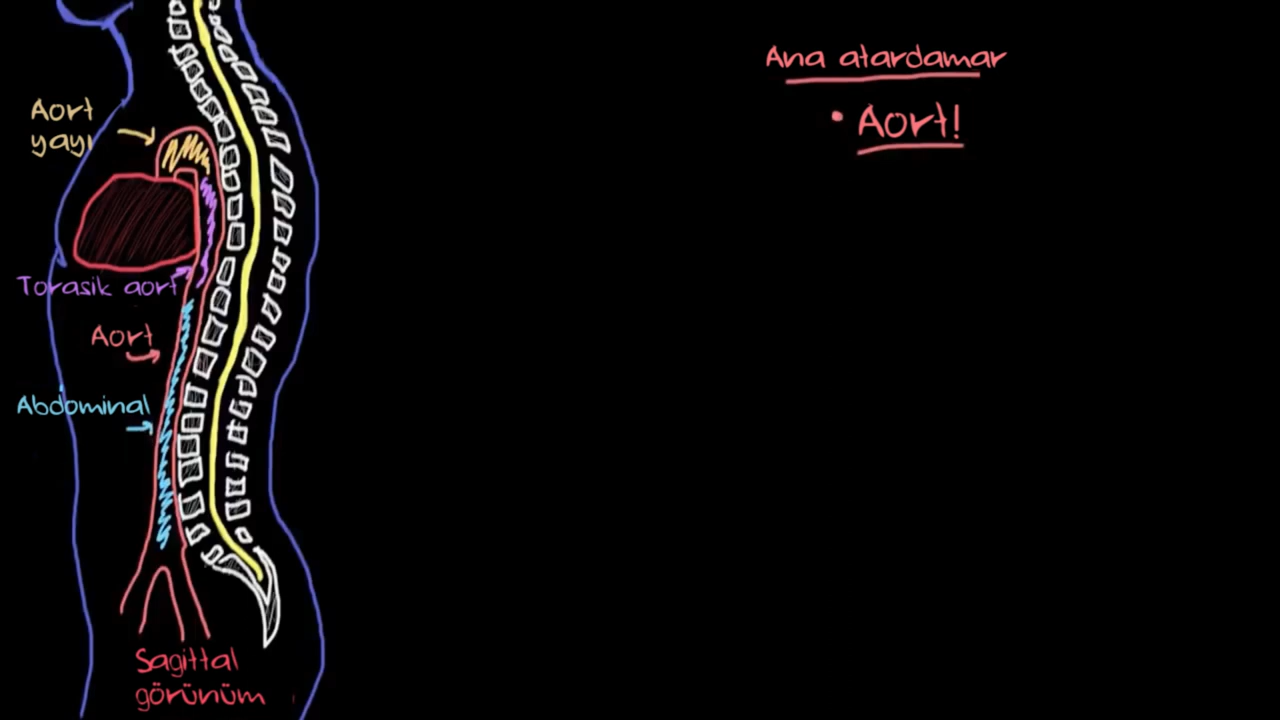 Ana atardamar
• Aort!
Aort
yayı
Torasik aort
Aort
Abdominal
Sagittal
görünüm